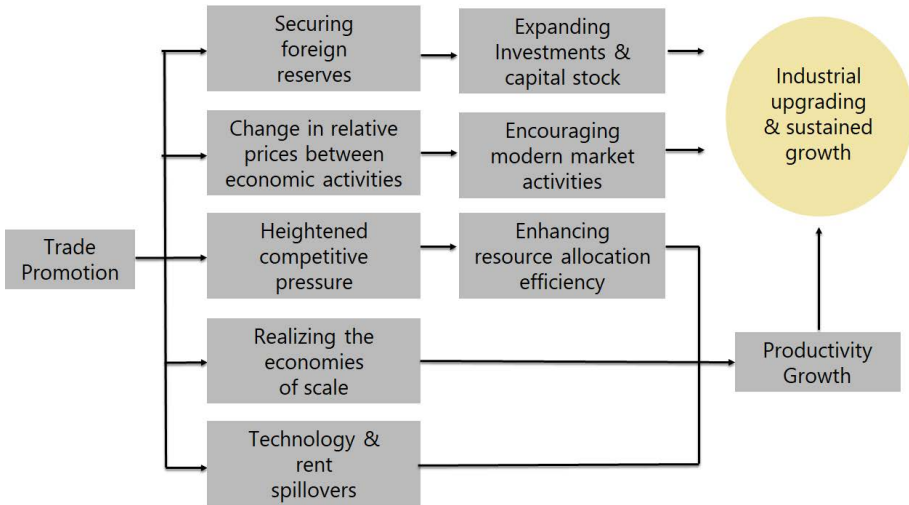 Securing
foreign
reserves
Expanding
Investments &
capital stock
Industrial
upgrading
& sustained
growth
Change in relative
prices between
economic activities
Encouraging
modern market
activities
Trade
Promotion
Heightened
competitive
pressure
Enhancing
resource allocation
efficiency
Realizing the
economies
of scale
Productivity
Growth
Technology &
rent
spillovers